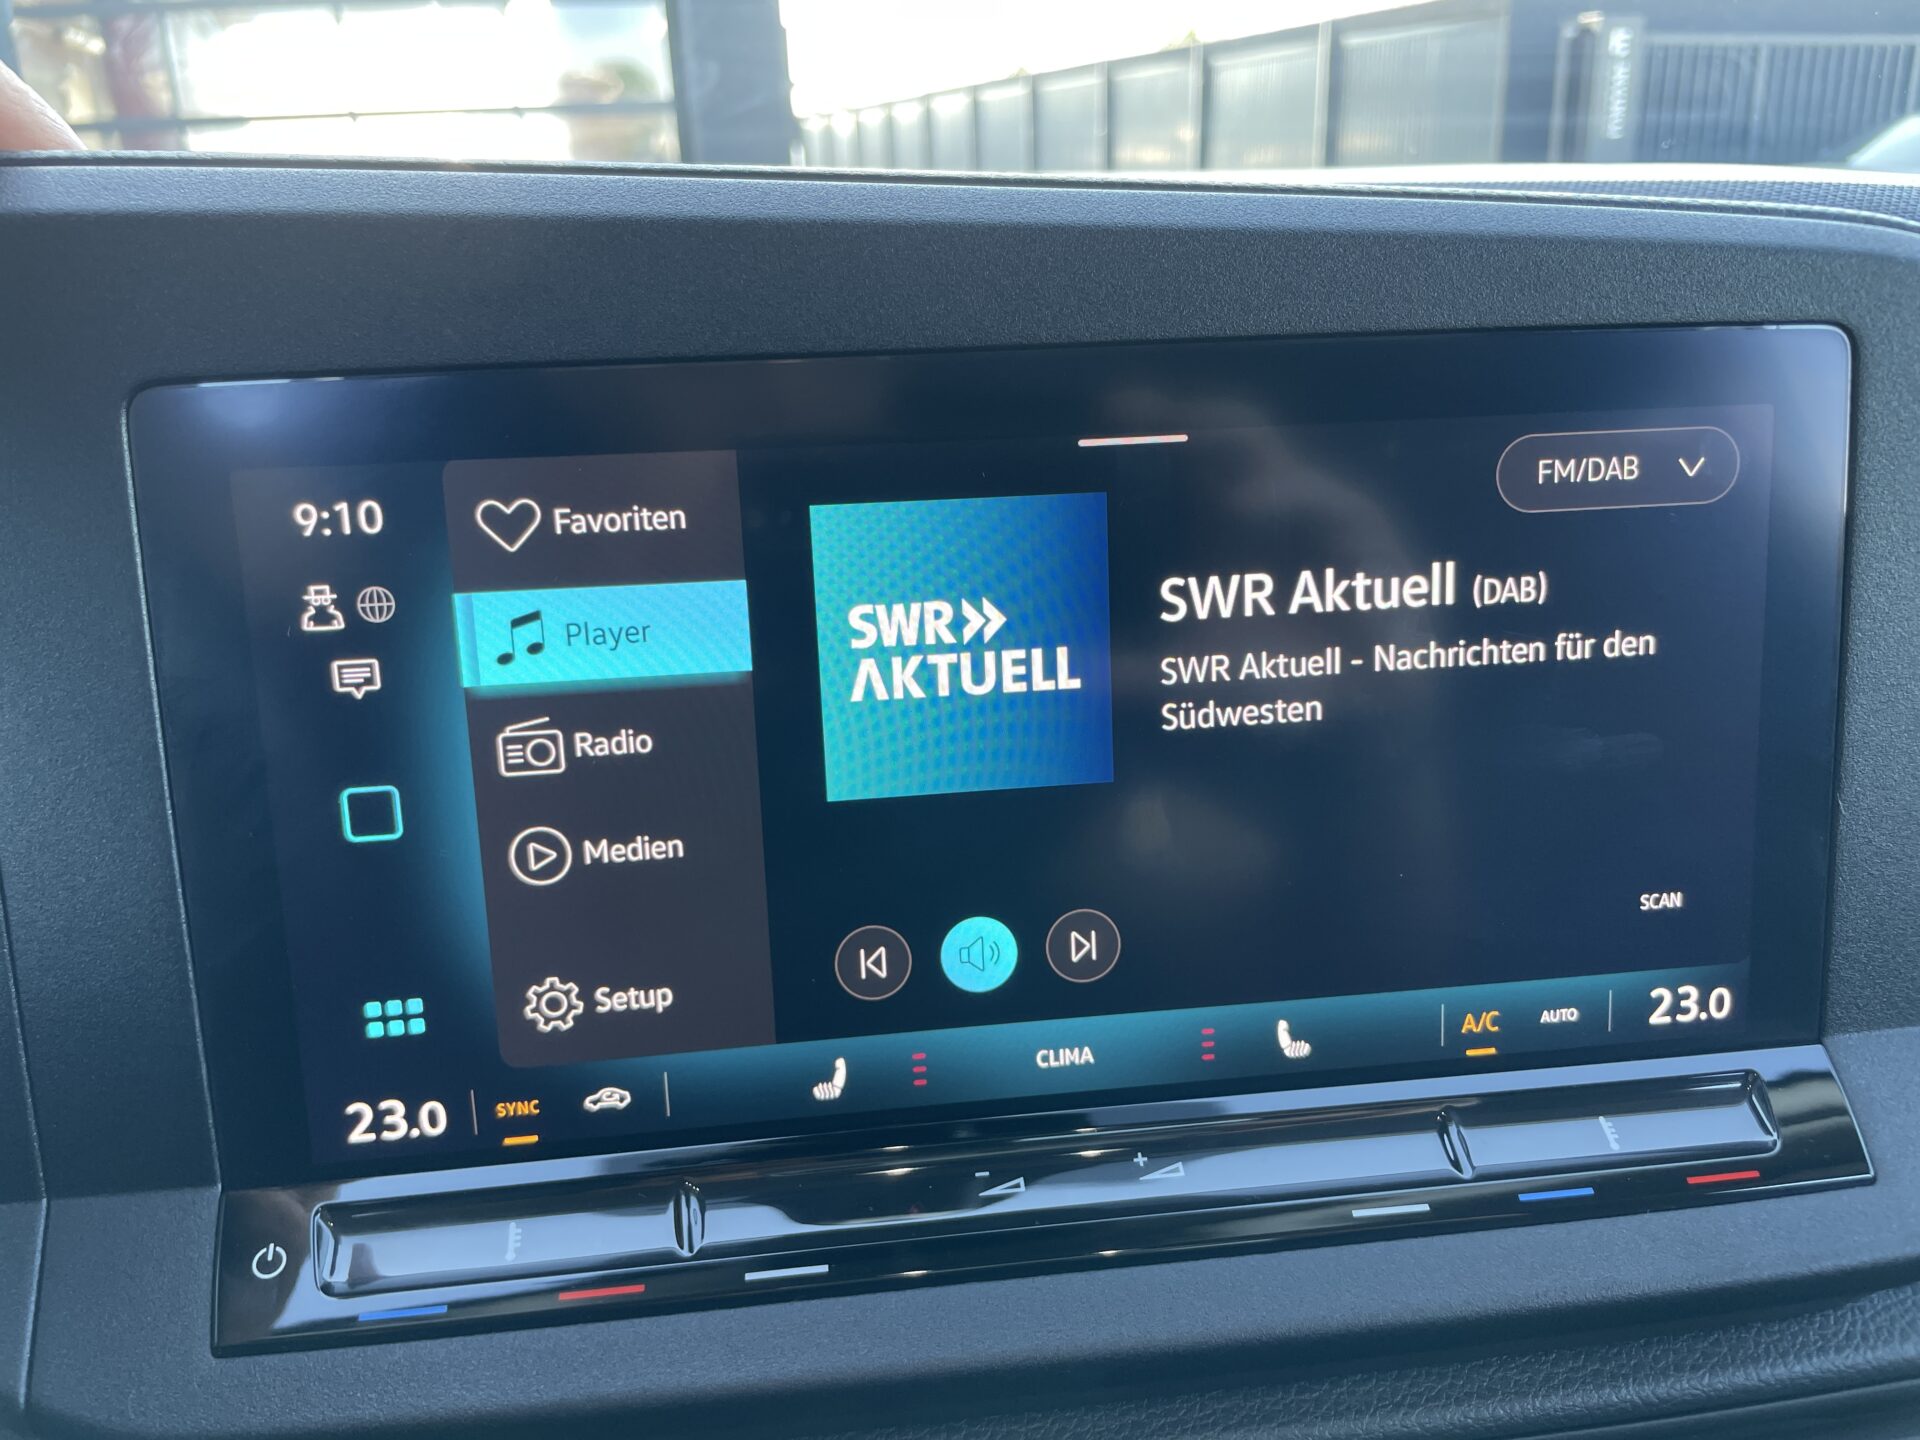 9:10
Favoriten
Player
Radio
Medien
Setup
SWR
AKTUELL
FM/DAB
SWR Aktuell (DAB)
SWR Aktuell - Nachrichten für den
Südwesten
SCAN
23.0
SYNC
CLIMA
A/C
AUTO
23.0
-
+